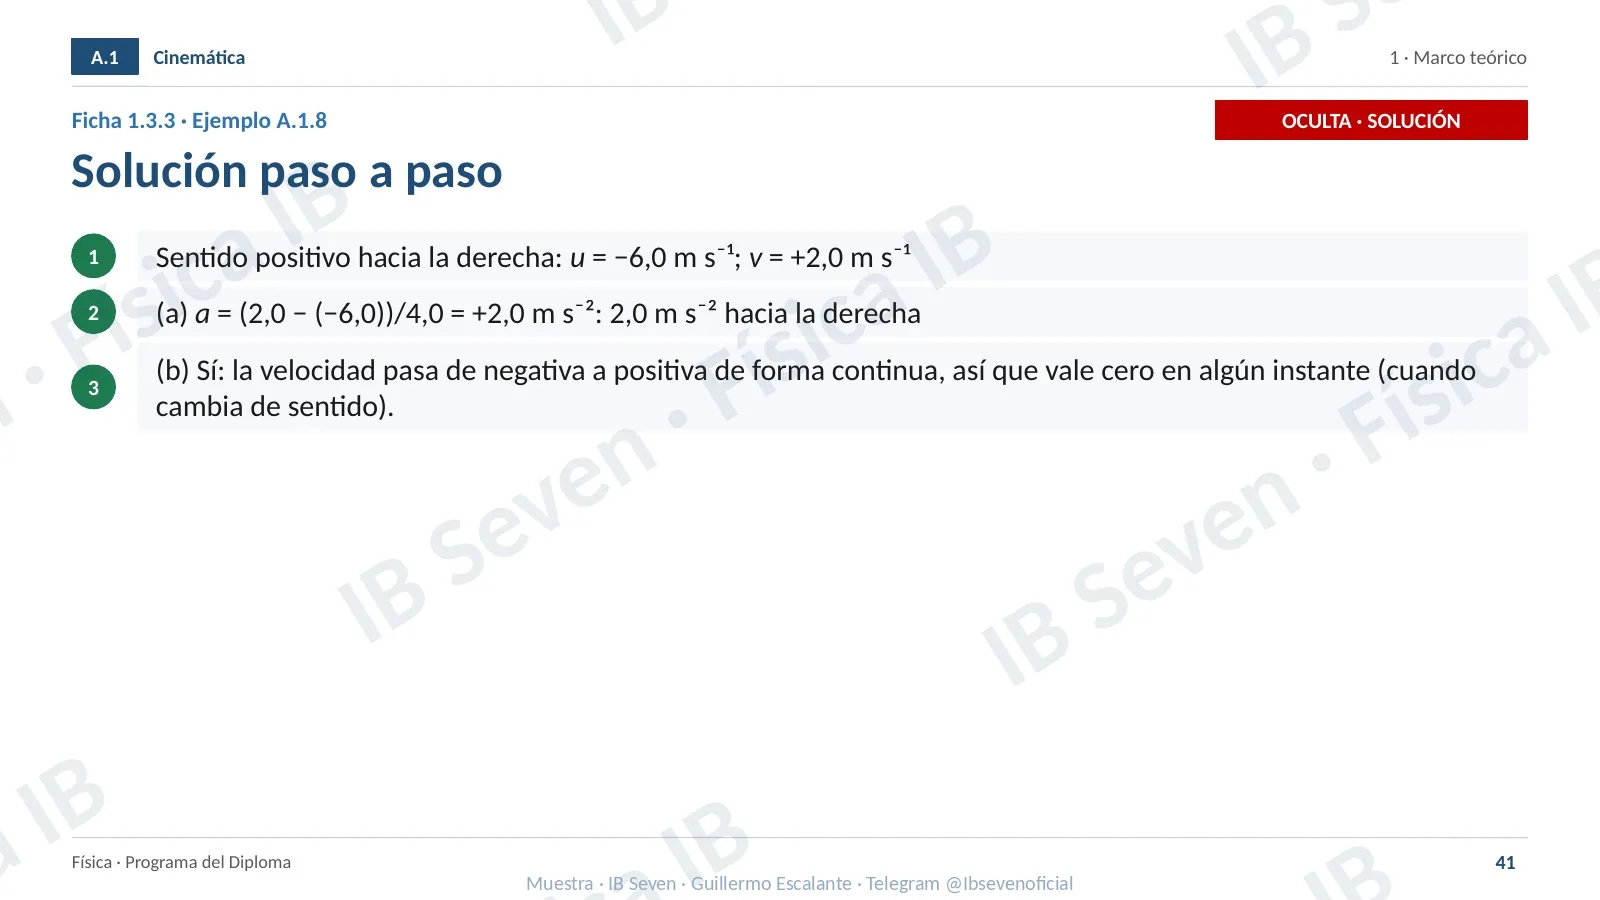 A.1 Cinemática 1 · Marco teórico
Ficha 1.3.3 · Ejemplo A.1.8 OCULTA · SOLUCIÓN
Solución paso a paso
1 Sentido positivo hacia la derecha: u = −6,0 m s⁻¹; v = +2,0 m s⁻¹
2 (a) a = (2,0 − (−6,0))/4,0 = +2,0 m s⁻²: 2,0 m s⁻² hacia la derecha
3 (b) Sí: la velocidad pasa de negativa a positiva de forma continua, así que vale cero en algún instante (cuando
cambia de sentido).
IB Seven · Física IB
IB Seven · Física IB
Física · Programa del Diploma 41
Muestra · IB Seven · Guillermo Escalante · Telegram @Ibsevenoficial